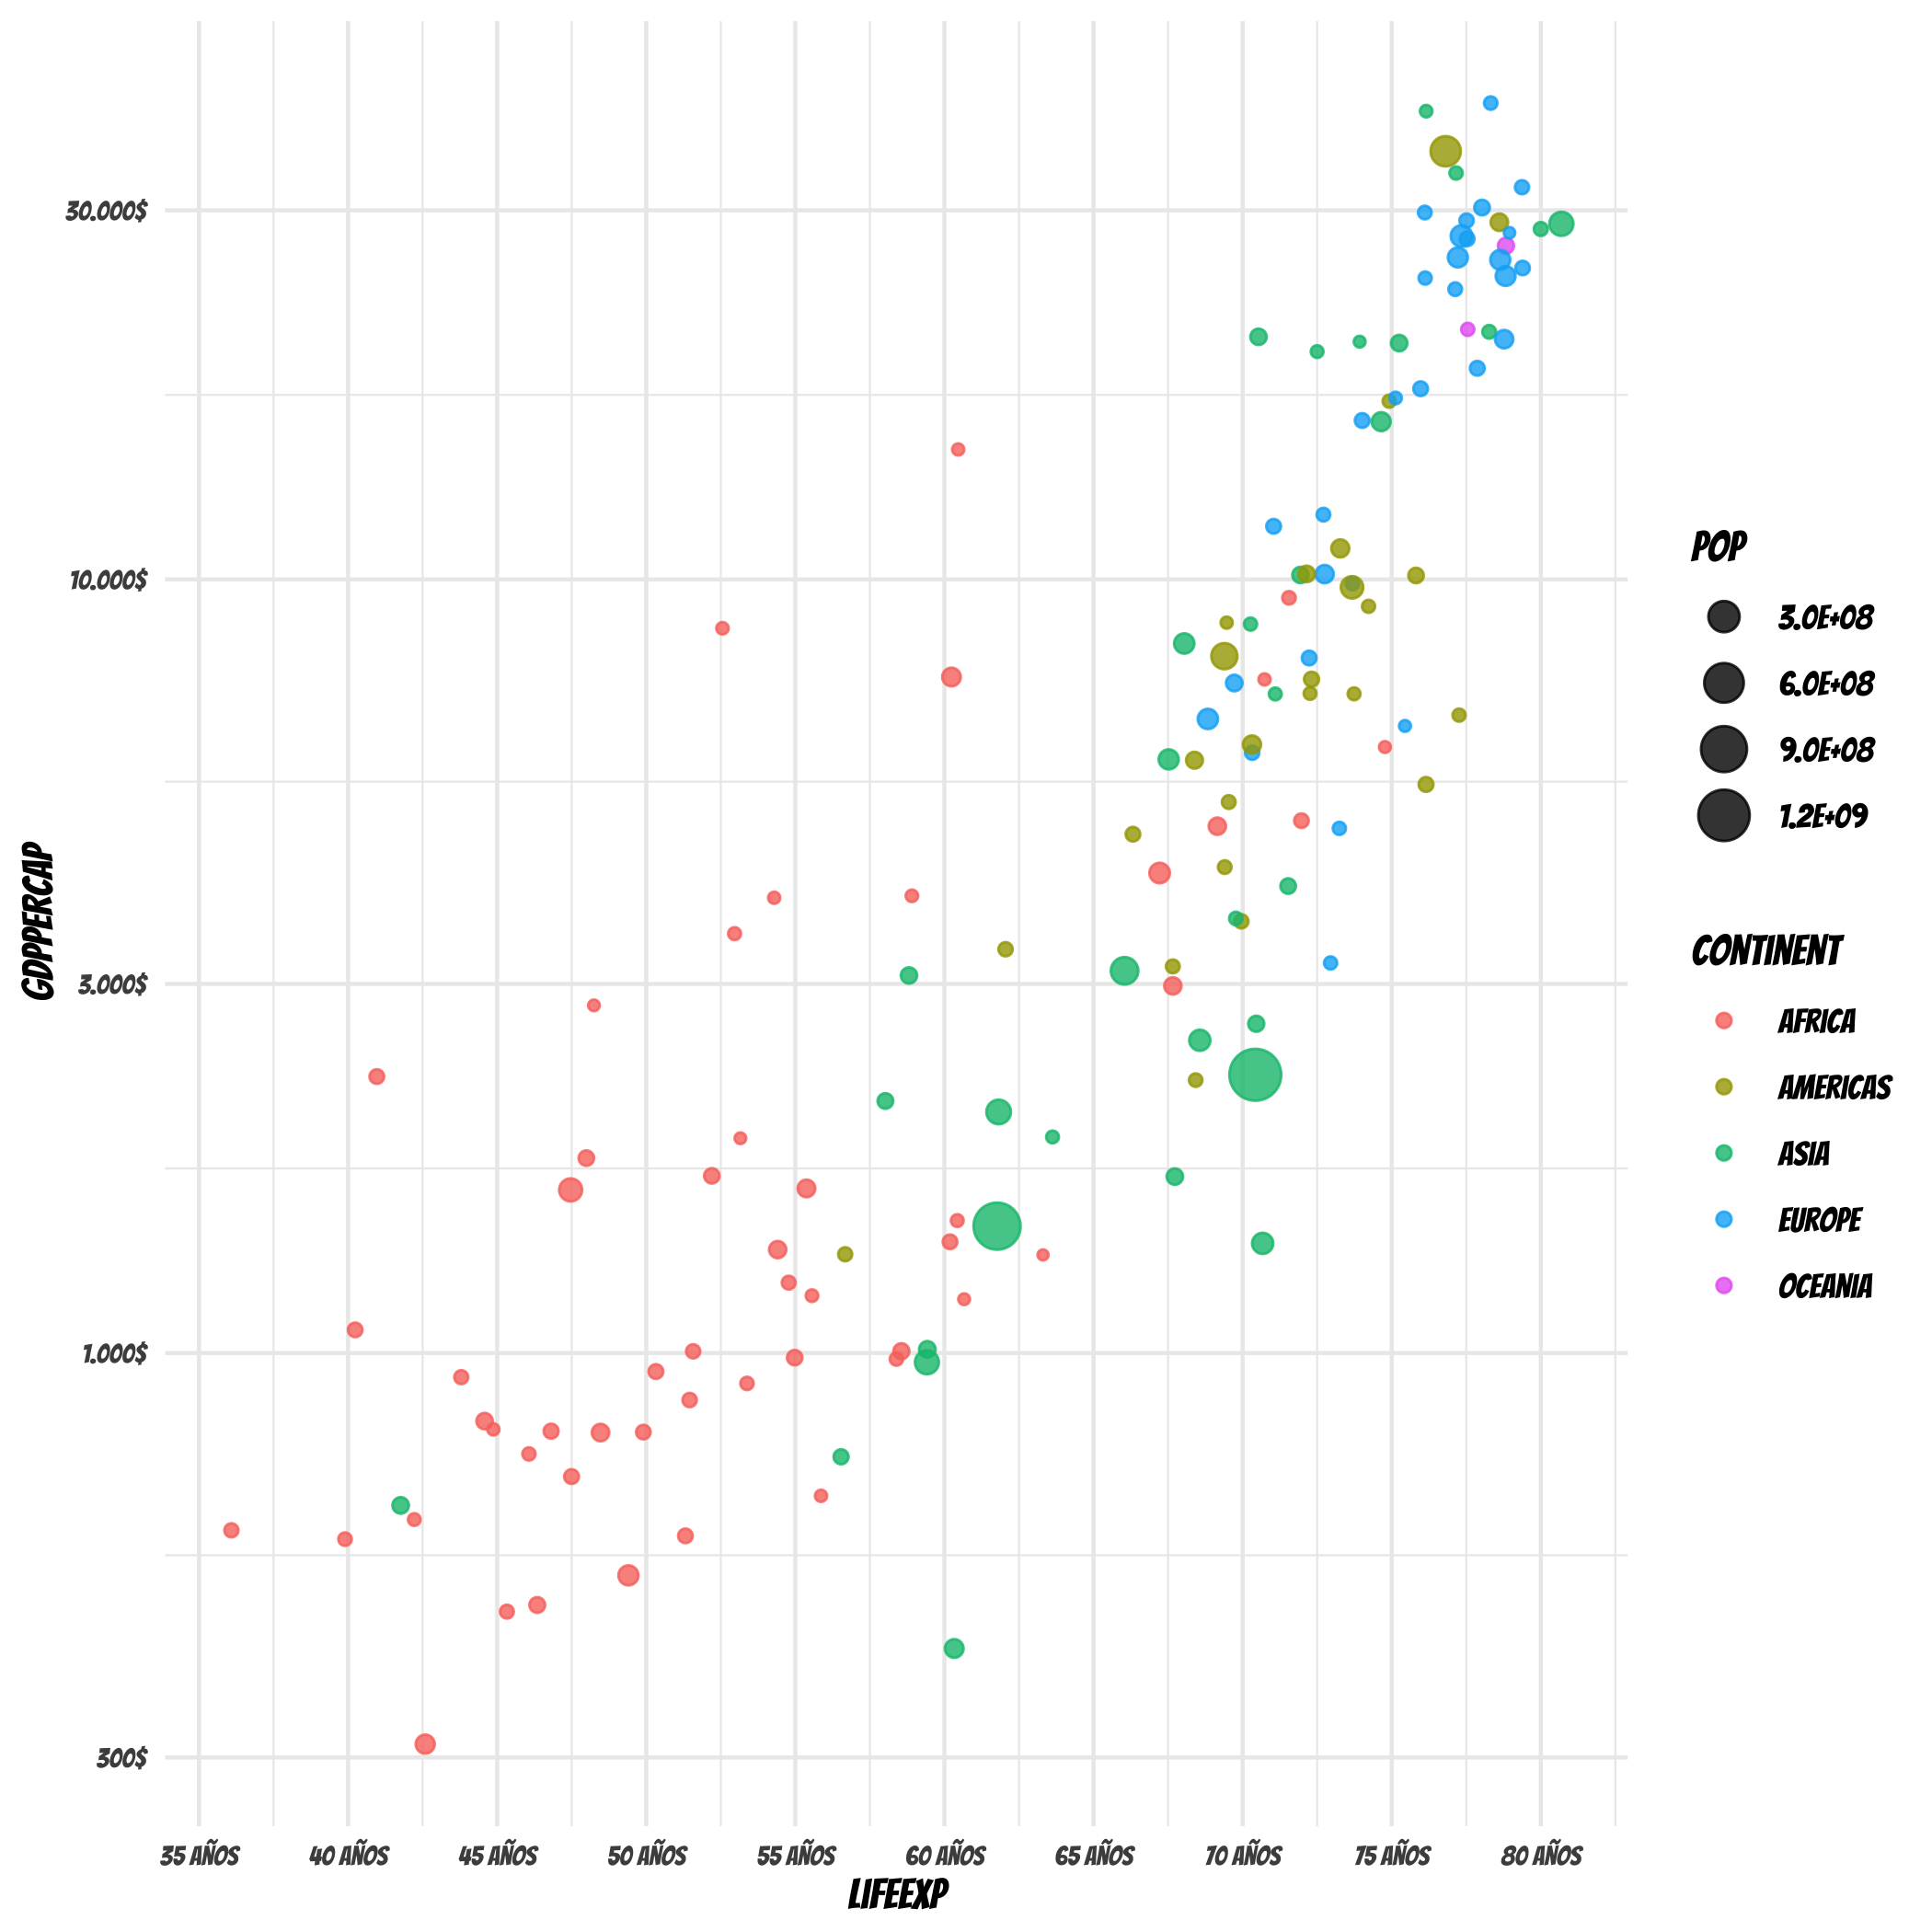 30.000$
10.000$
3.000$
1.000$
300$
GDPPERCAP
35 AÑOS
40 AÑOS
45 AÑOS
50 AÑOS
55 AÑOS
60 AÑOS
65 AÑOS
70 AÑOS
75 AÑOS
80 AÑOS
LIFEEXP
POP
3.0E+08
6.0E+08
9.0E+08
1.2E+09
CONTINENT
AFRICA
AMERICAS
ASIA
EUROPE
OCEANIA